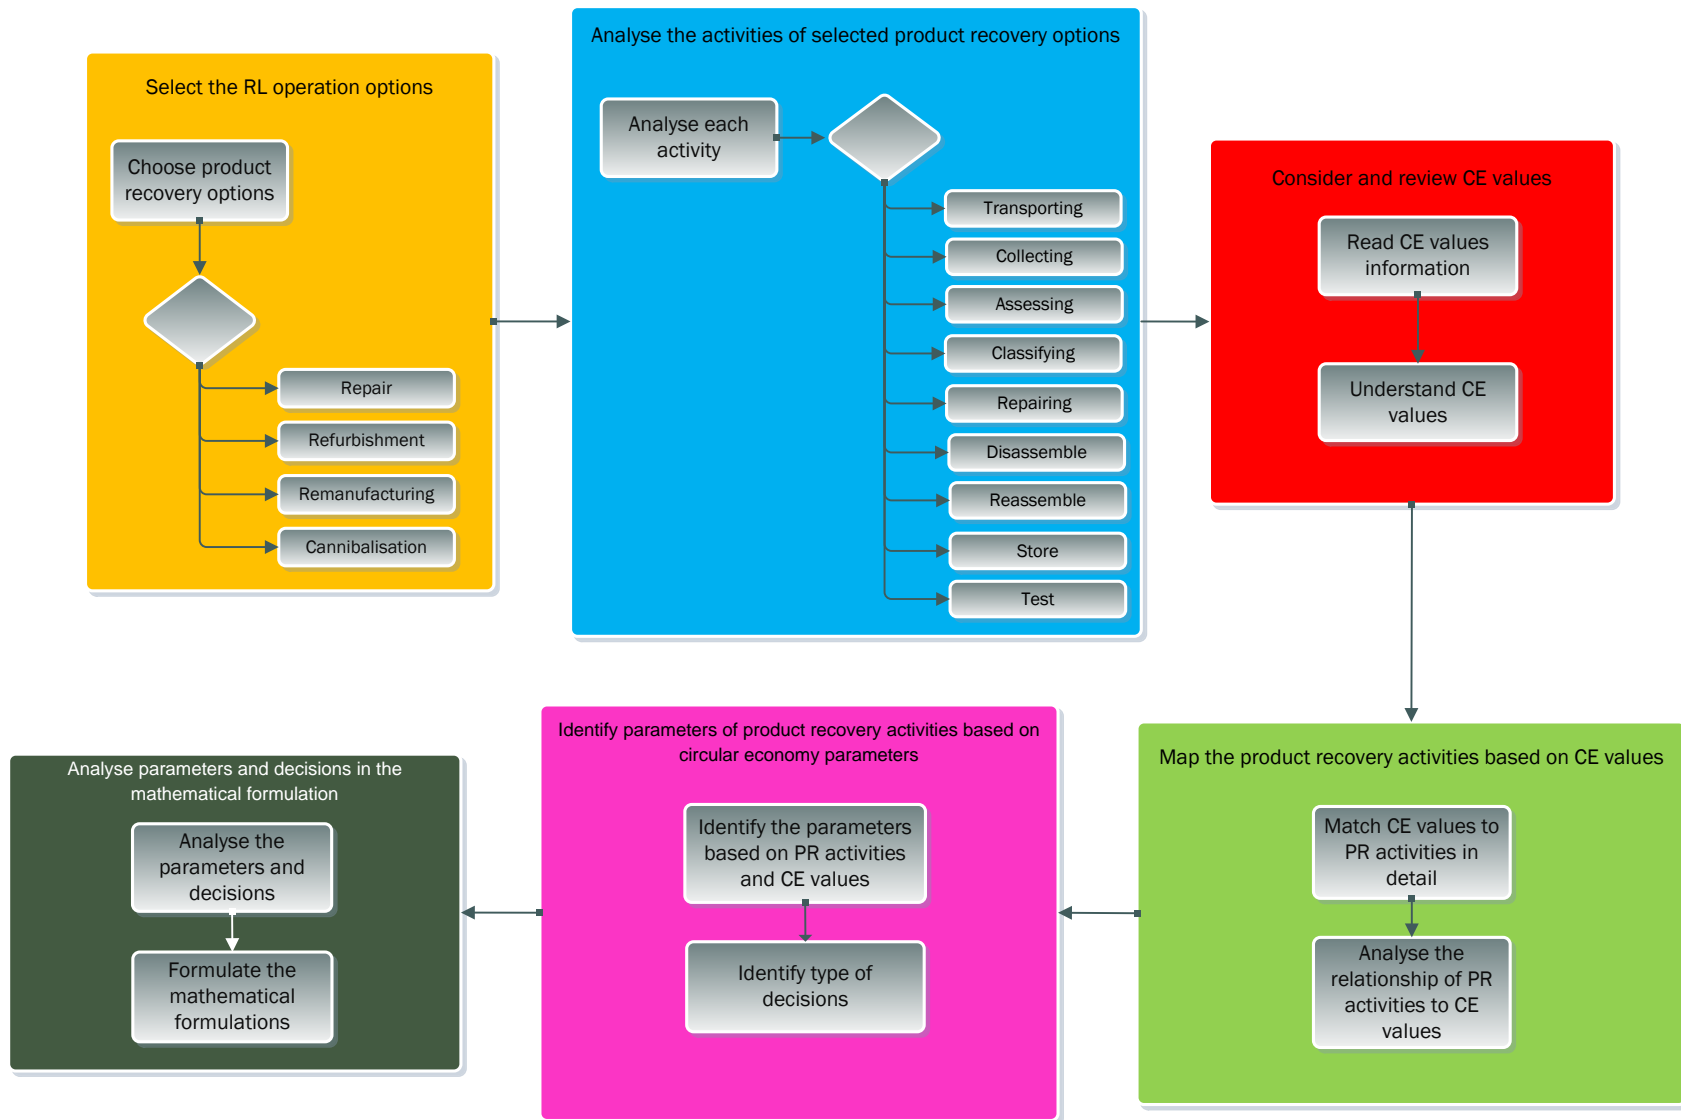 Select the RL operation options
Choose product
recovery options
Repair
Refurbishment
Remanufacturing
Cannibalisation
Analyse the activities of selected product recovery options
Analyse each
activity
Transporting
Collecting
Assessing
Classifying
Repairing
Disassemble
Reassemble
Store
Test
Consider and review CE values
Read CE values
information
Understand CE
values
Map the product recovery activities based on CE values
Match CE values to
PR activities in
detail
Analyse the
relationship of PR
activities to CE
values
Identify parameters of product recovery activities based on
circular economy parameters
Identify the parameters
based on PR activities
and CE values
Identify type of
decisions
Analyse parameters and decisions in the
mathematical formulation
Analyse the
parameters and
decisions
Formulate the
mathematical
formulations